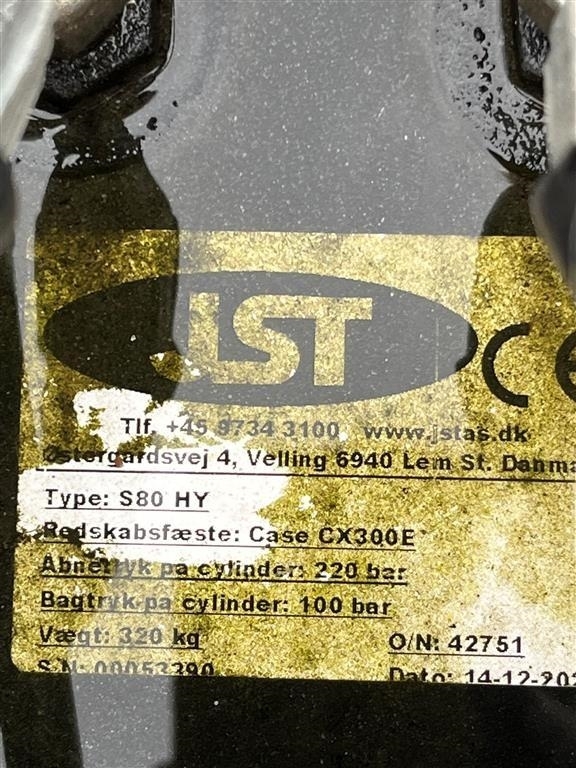 JST
CE
Tlf. +45 9734 3100 www.jstas.dk
Østergårdsvej 4, Velling 6940 Lem St. Danma
Type: S80 HY
Redskabsfæste: Case CX300E
Åbnetryk på cylinder: 220 bar
Bagtryk på cylinder: 100 bar
Vægt: 320 kg O/N: 42751
S.N: 00053390 Dato: 14-12-202